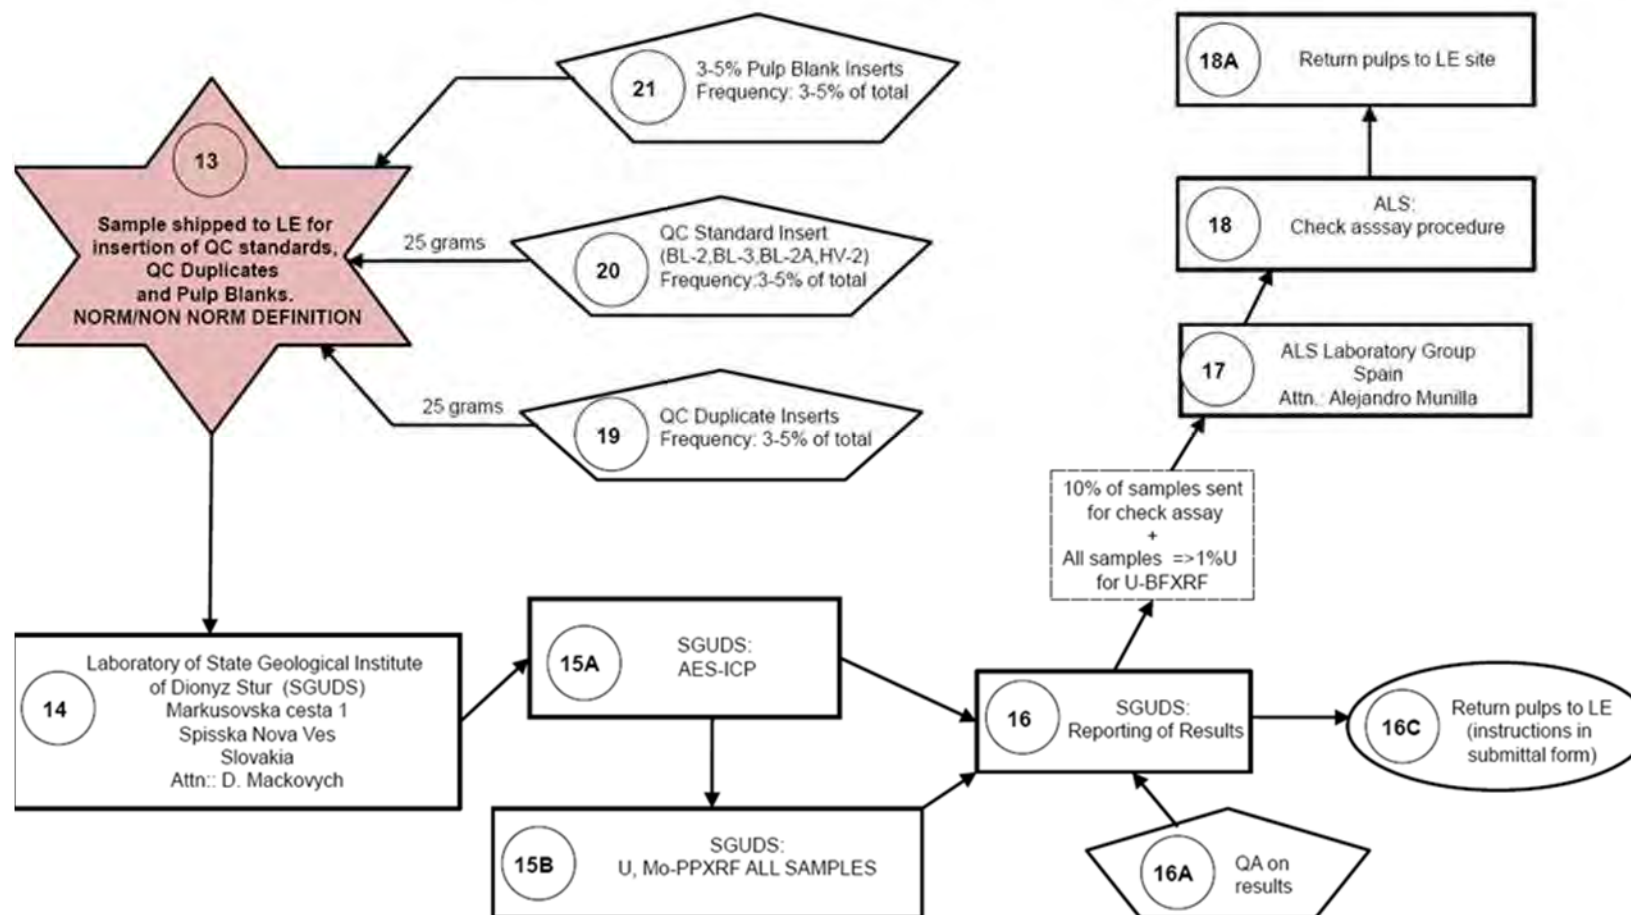 21
3-5% Pulp Blank Inserts
Frequency: 3-5% of total
18A
Return pulps to LE site
13
Sample shipped to LE for
insertion of QC standards,
QC Duplicates
and Pulp Blanks.
NORM/NON NORM DEFINITION
25 grams
20
QC Standard Insert
(BL-2,BL-3,BL-2A,HV-2)
Frequency:3-5% of total
18
ALS:
Check asssay procedure
17
ALS Laboratory Group
Spain
Attn.: Alejandro Munilla
25 grams
19
QC Duplicate Inserts
Frequency: 3-5% of total
10% of samples sent
for check assay
+
All samples =>1%U
for U-BFXRF
14
Laboratory of State Geological Institute
of Dionyz Stur (SGUDS)
Markusovska cesta 1
Spisska Nova Ves
Slovakia
Attn:: D. Mackovych
15A
SGUDS:
AES-ICP
16
SGUDS:
Reporting of Results
16C
Return pulps to LE
(instructions in
submittal form)
15B
SGUDS:
U, Mo-PPXRF ALL SAMPLES
16A
QA on
results